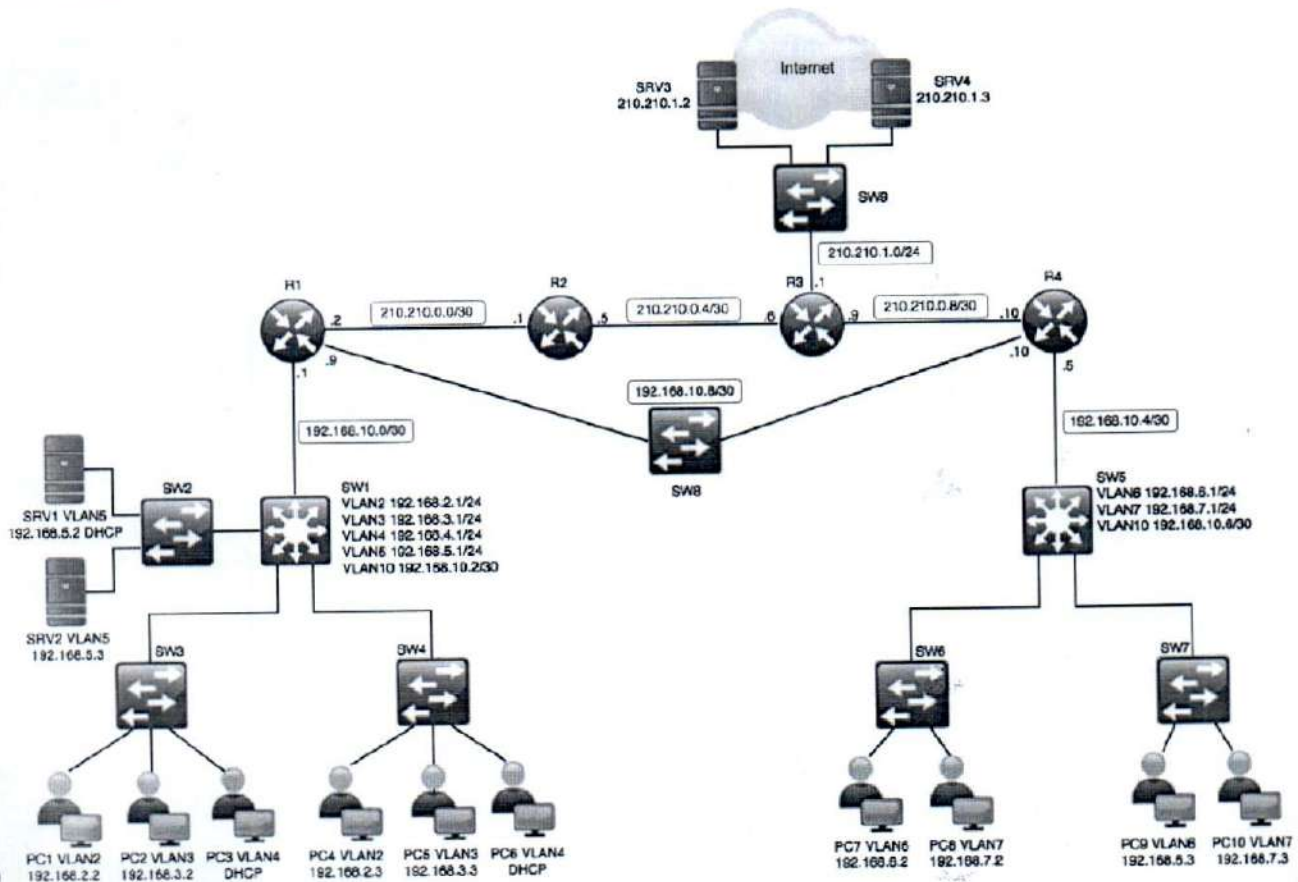 Internet
SRV3
210.210.1.2
SRV4
210.210.1.3
SW9
210.210.1.0/24
R1
R2
R3
.1
R4
.2
210.210.0.0/30
.1
.5
210.210.0.4/30
.6
.9
210.210.0.8/30
.10
.9
.1
.10
.5
192.168.10.8/30
192.168.10.0/30
192.168.10.4/30
SW8
SW2
SW1
VLAN2 192.168.2.1/24
VLAN3 192.168.3.1/24
VLAN4 192.168.4.1/24
VLAN5 192.168.5.1/24
VLAN10 192.168.10.2/30
SW5
VLAN6 192.168.6.1/24
VLAN7 192.168.7.1/24
VLAN10 192.168.10.6/30
SRV1 VLAN5
192.168.5.2 DHCP
SRV2 VLAN5
192.168.5.3
SW3
SW4
SW6
SW7
PC1 VLAN2
192.168.2.2
PC2 VLAN3
192.168.3.2
PC3 VLAN4
DHCP
PC4 VLAN2
192.168.2.3
PC5 VLAN3
192.168.3.3
PC6 VLAN4
DHCP
PC7 VLAN6
192.168.6.2
PC8 VLAN7
192.168.7.2
PC9 VLAN6
192.168.6.3
PC10 VLAN7
192.168.7.3